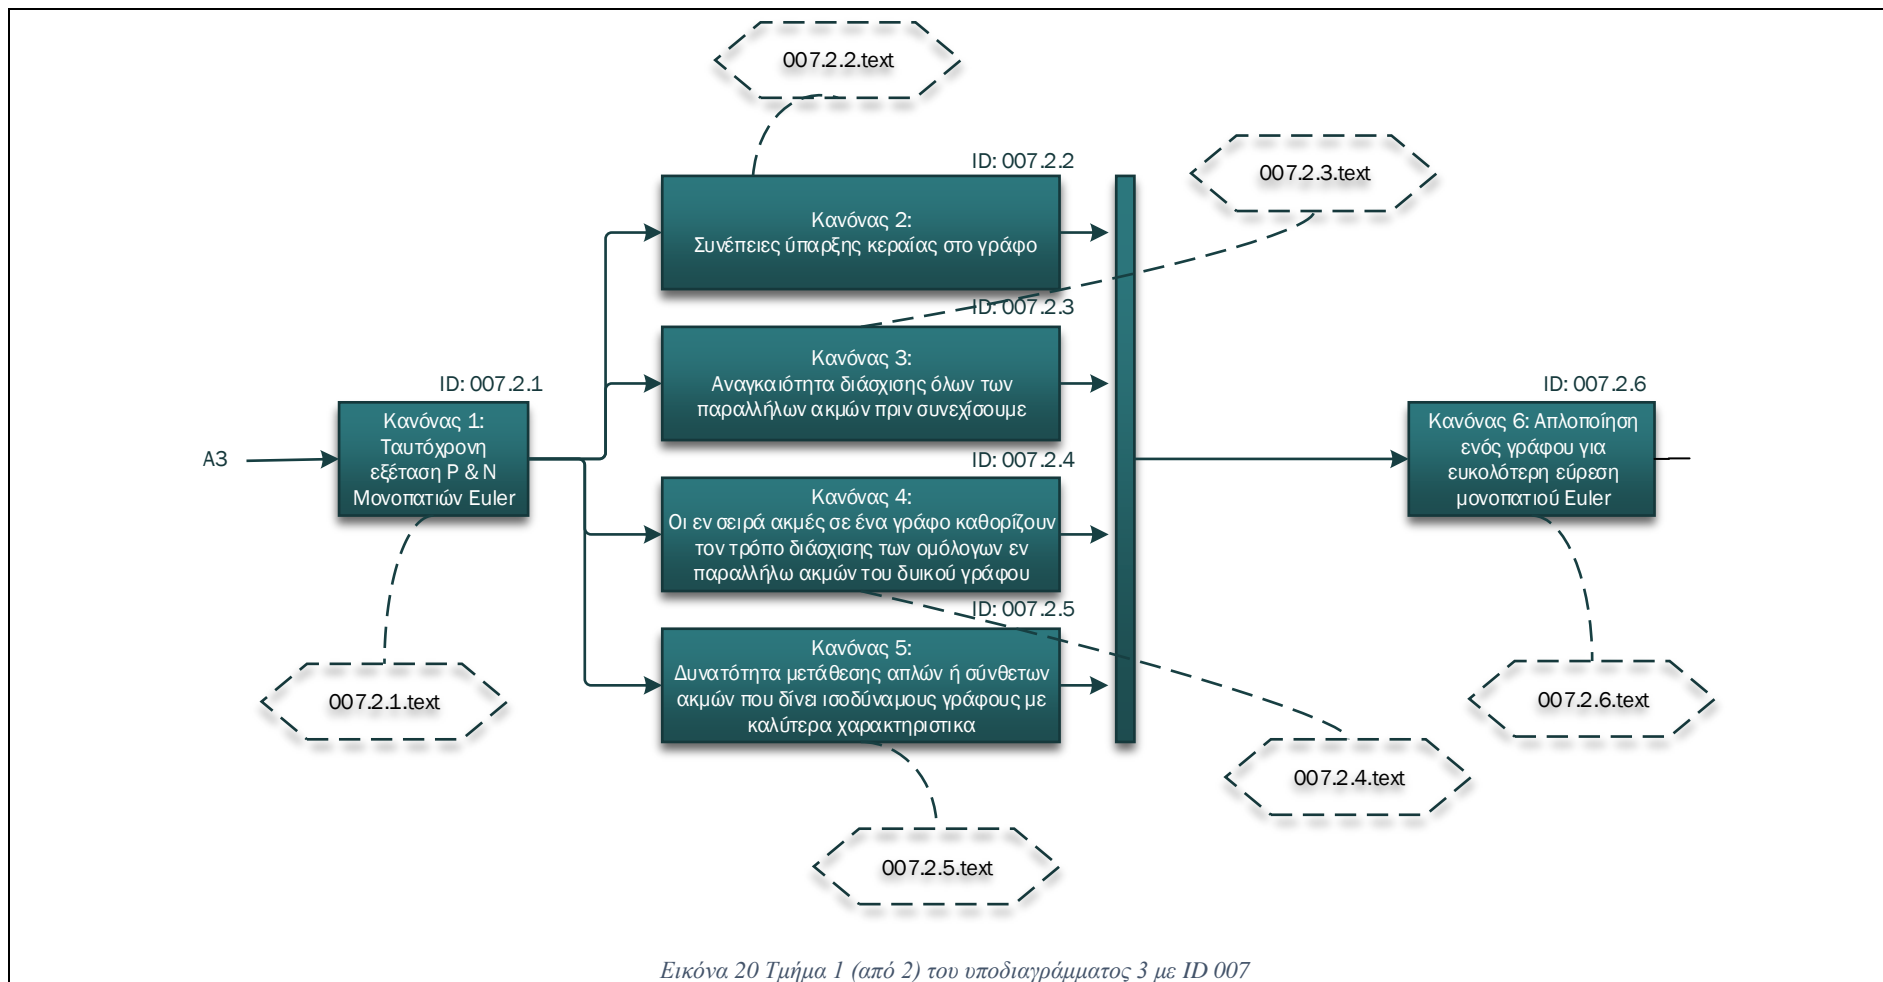 007.2.2.text
ID: 007.2.2
Κανόνας 2:
Συνέπειες ύπαρξης κεραίας στο γράφο
007.2.3.text
ID: 007.2.3
Κανόνας 3:
Αναγκαιότητα διάσχισης όλων των
παραλλήλων ακμών πριν συνεχίσουμε
A3
ID: 007.2.1
Κανόνας 1:
Ταυτόχρονη
εξέταση P & N
Μονοπατιών Euler
ID: 007.2.4
Κανόνας 4:
Οι εν σειρά ακμές σε ένα γράφο καθορίζουν
τον τρόπο διάσχισης των ομόλογων εν
παραλλήλω ακμών του δυικού γράφου
ID: 007.2.5
Κανόνας 5:
Δυνατότητα μετάθεσης απλών ή σύνθετων
ακμών που δίνει ισοδύναμους γράφους με
καλύτερα χαρακτηριστικα
ID: 007.2.6
Κανόνας 6: Απλοποίηση
ενός γράφου για
ευκολότερη εύρεση
μονοπατιού Euler
007.2.1.text
007.2.6.text
007.2.4.text
007.2.5.text
Εικόνα 20 Τμήμα 1 (από 2) του υποδιαγράμματος 3 με ID 007